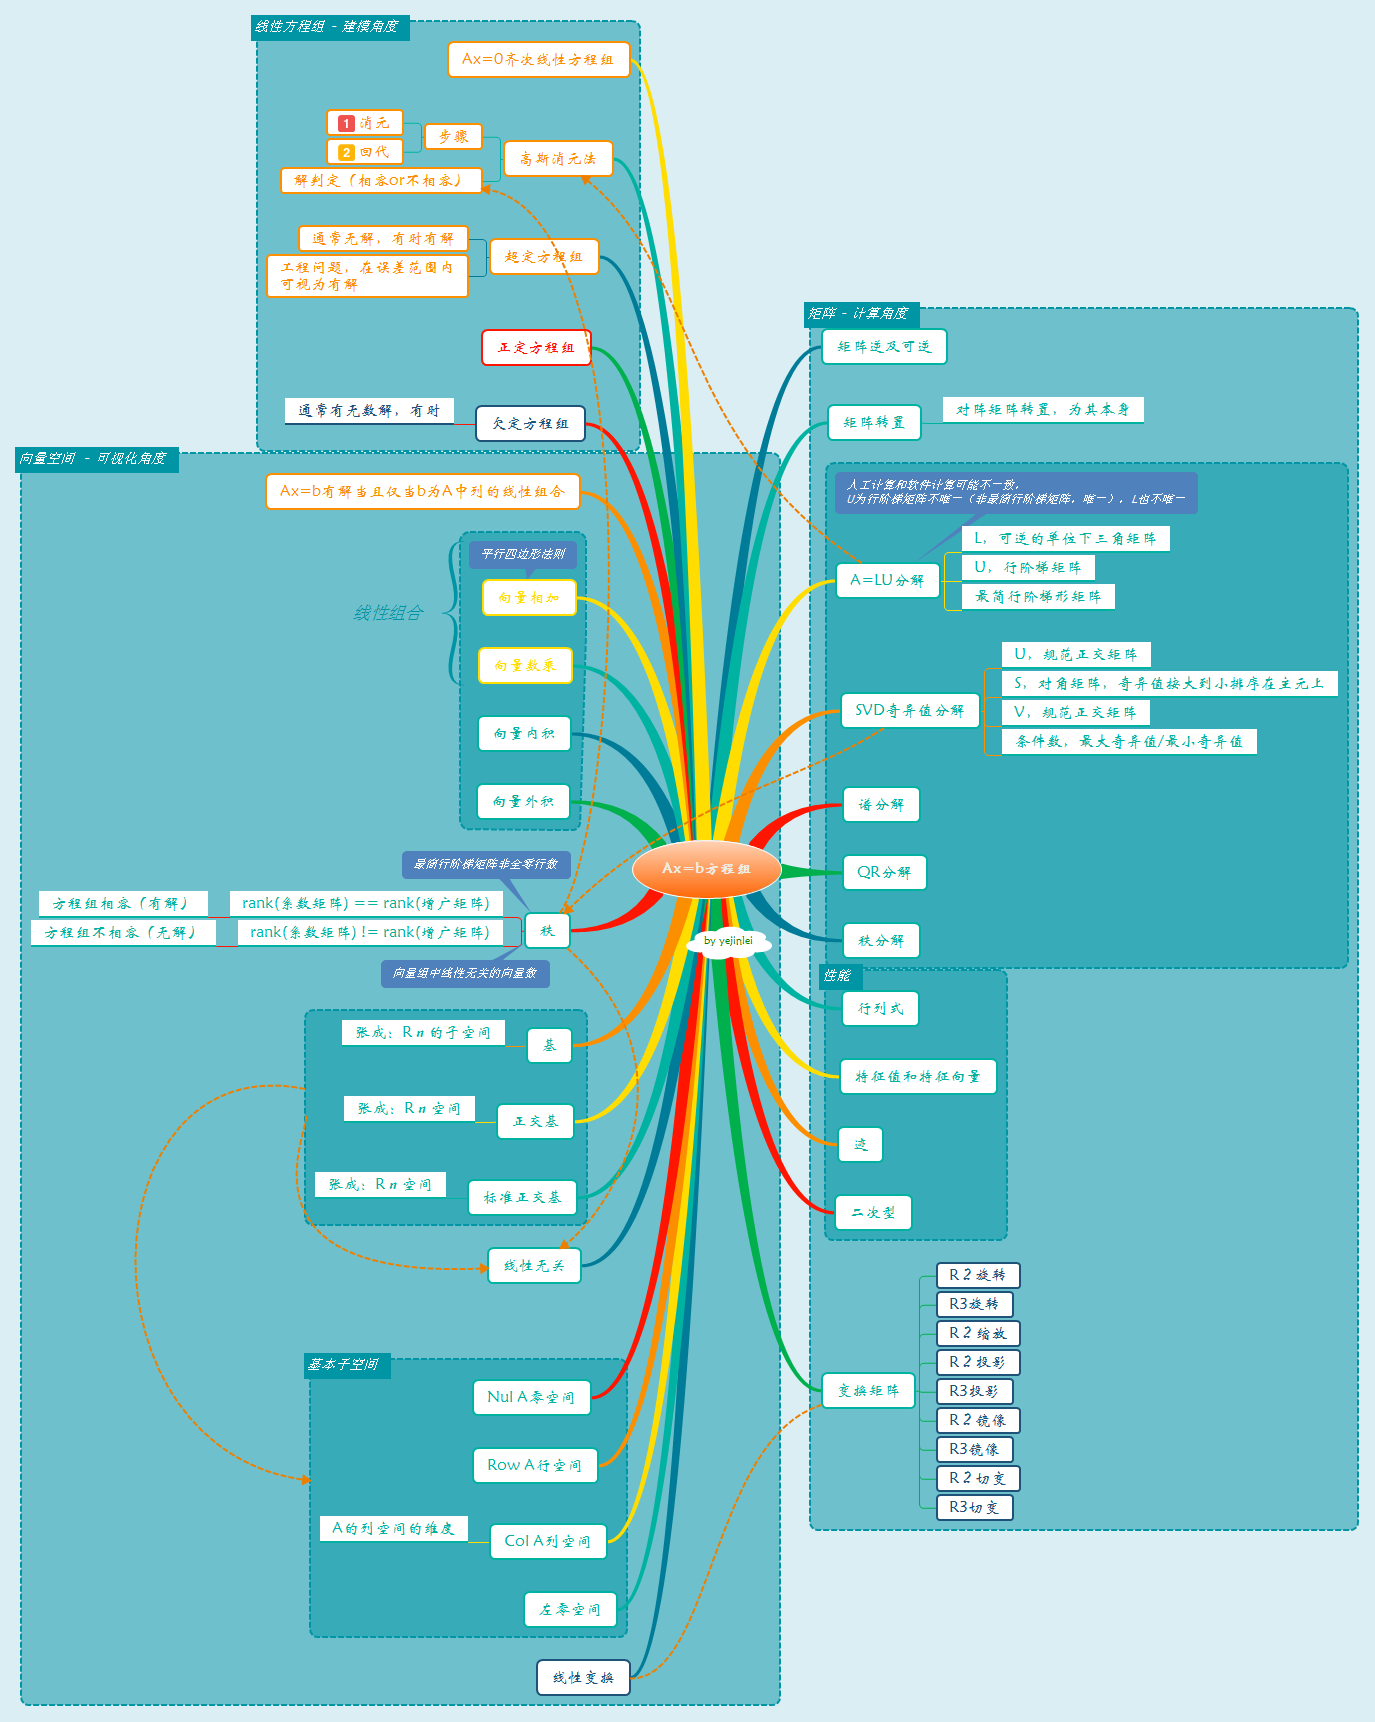 线性方程组 - 建模角度
Ax=0齐次线性方程组
1 消元
2 回代
步骤
解判定（相容or不相容）
高斯消元法
通常无解，有时有解
工程问题，在误差范围内
可视为有解
超定方程组
正定方程组
通常有无数解，有时
欠定方程组
向量空间 - 可视化角度
Ax=b有解当且仅当b为A中列的线性组合
平行四边形法则
线性组合
向量相加
向量数乘
向量内积
向量外积
最简行阶梯矩阵非全零行数
方程组相容（有解）
rank(系数矩阵) == rank(增广矩阵)
方程组不相容（无解）
rank(系数矩阵) != rank(增广矩阵)
秩
向量组中线性无关的向量数
张成：R n 的子空间
基
张成：R n 空间
正交基
张成：R n 空间
标准正交基
线性无关
基本子空间
Nul A零空间
Row A行空间
A的列空间的维度
Col A列空间
左零空间
线性变换
Ax=b方程组
by yejinlei
矩阵 - 计算角度
矩阵逆及可逆
矩阵转置
对阵矩阵转置，为其本身
人工计算和软件计算可能不一致，
U为行阶梯矩阵不唯一（非最简行阶梯矩阵，唯一），L也不唯一
A=LU分解
L，可逆的单位下三角矩阵
U，行阶梯矩阵
最简行阶梯形矩阵
SVD奇异值分解
U，规范正交矩阵
S，对角矩阵，奇异值按大到小排序在主元上
V，规范正交矩阵
条件数，最大奇异值/最小奇异值
谱分解
QR分解
秩分解
性能
行列式
特征值和特征向量
迹
二次型
变换矩阵
R 2 旋转
R3旋转
R 2 缩放
R 2 投影
R3投影
R 2 镜像
R3镜像
R 2 切变
R3切变